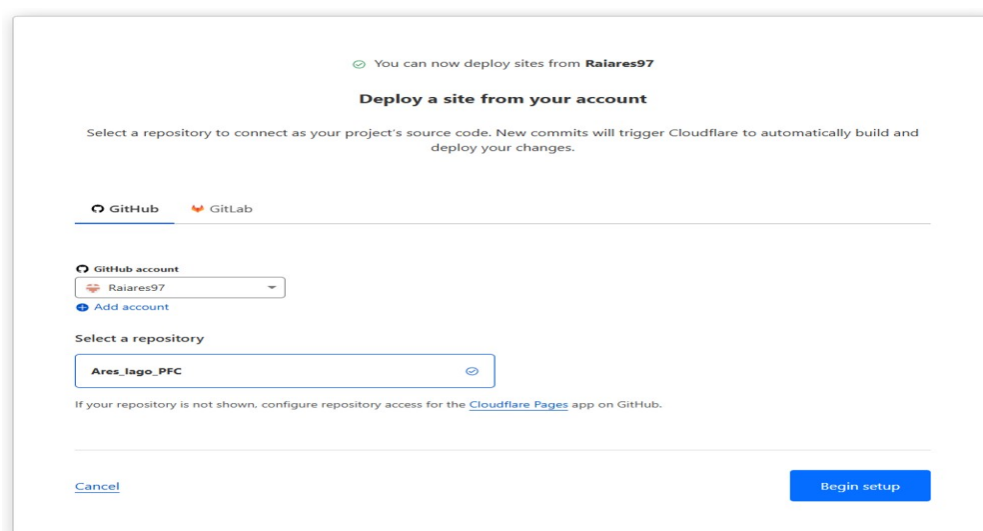 You can now deploy sites from Raiares97
Deploy a site from your account
Select a repository to connect as your project's source code. New commits will trigger Cloudflare to automatically build and
deploy your changes.
GitHub GitLab
GitHub account
Raiares97
Add account
Select a repository
Ares_Iago_PFC
If your repository is not shown, configure repository access for the Cloudflare Pages app on GitHub.
Cancel Begin setup